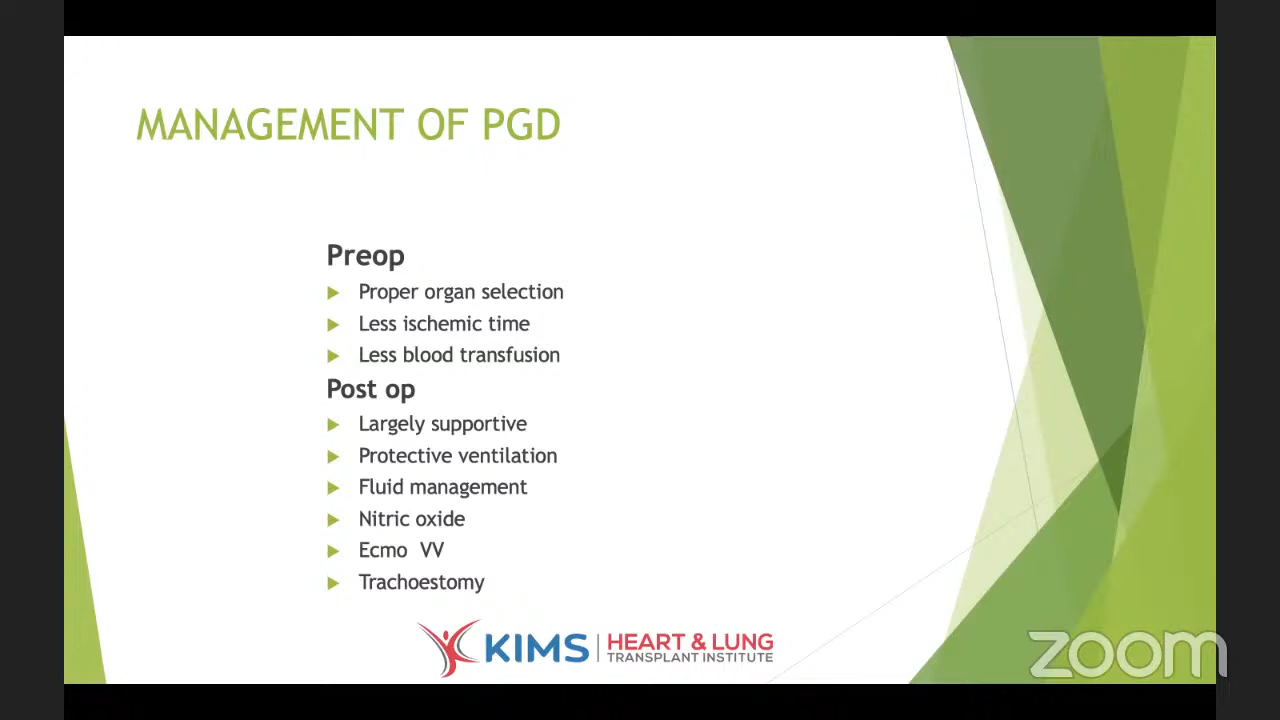 MANAGEMENT OF PGD
Preop
Proper organ selection
Less ischemic time
Less blood transfusion
Post op
Largely supportive
Protective ventilation
Fluid management
Nitric oxide
Ecmo VV
Trachoestomy
KIMS HEART & LUNG
TRANSPLANT INSTITUTE
zoom